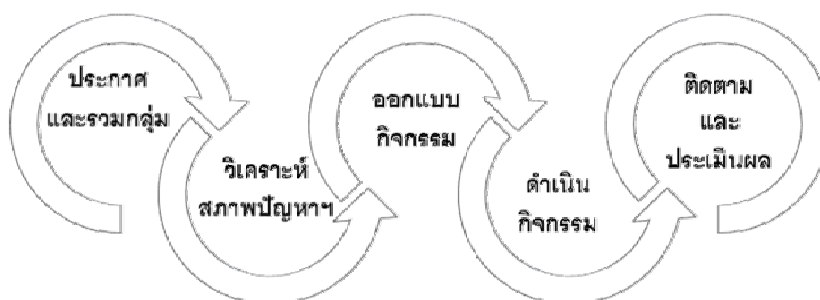 ประกาศ
และรวมกลุ่ม
วิเคราะห์
สภาพปัญหาฯ
ออกแบบ
กิจกรรม
ดำเนิน
กิจกรรม
ติดตาม
และ
ประเมินผล